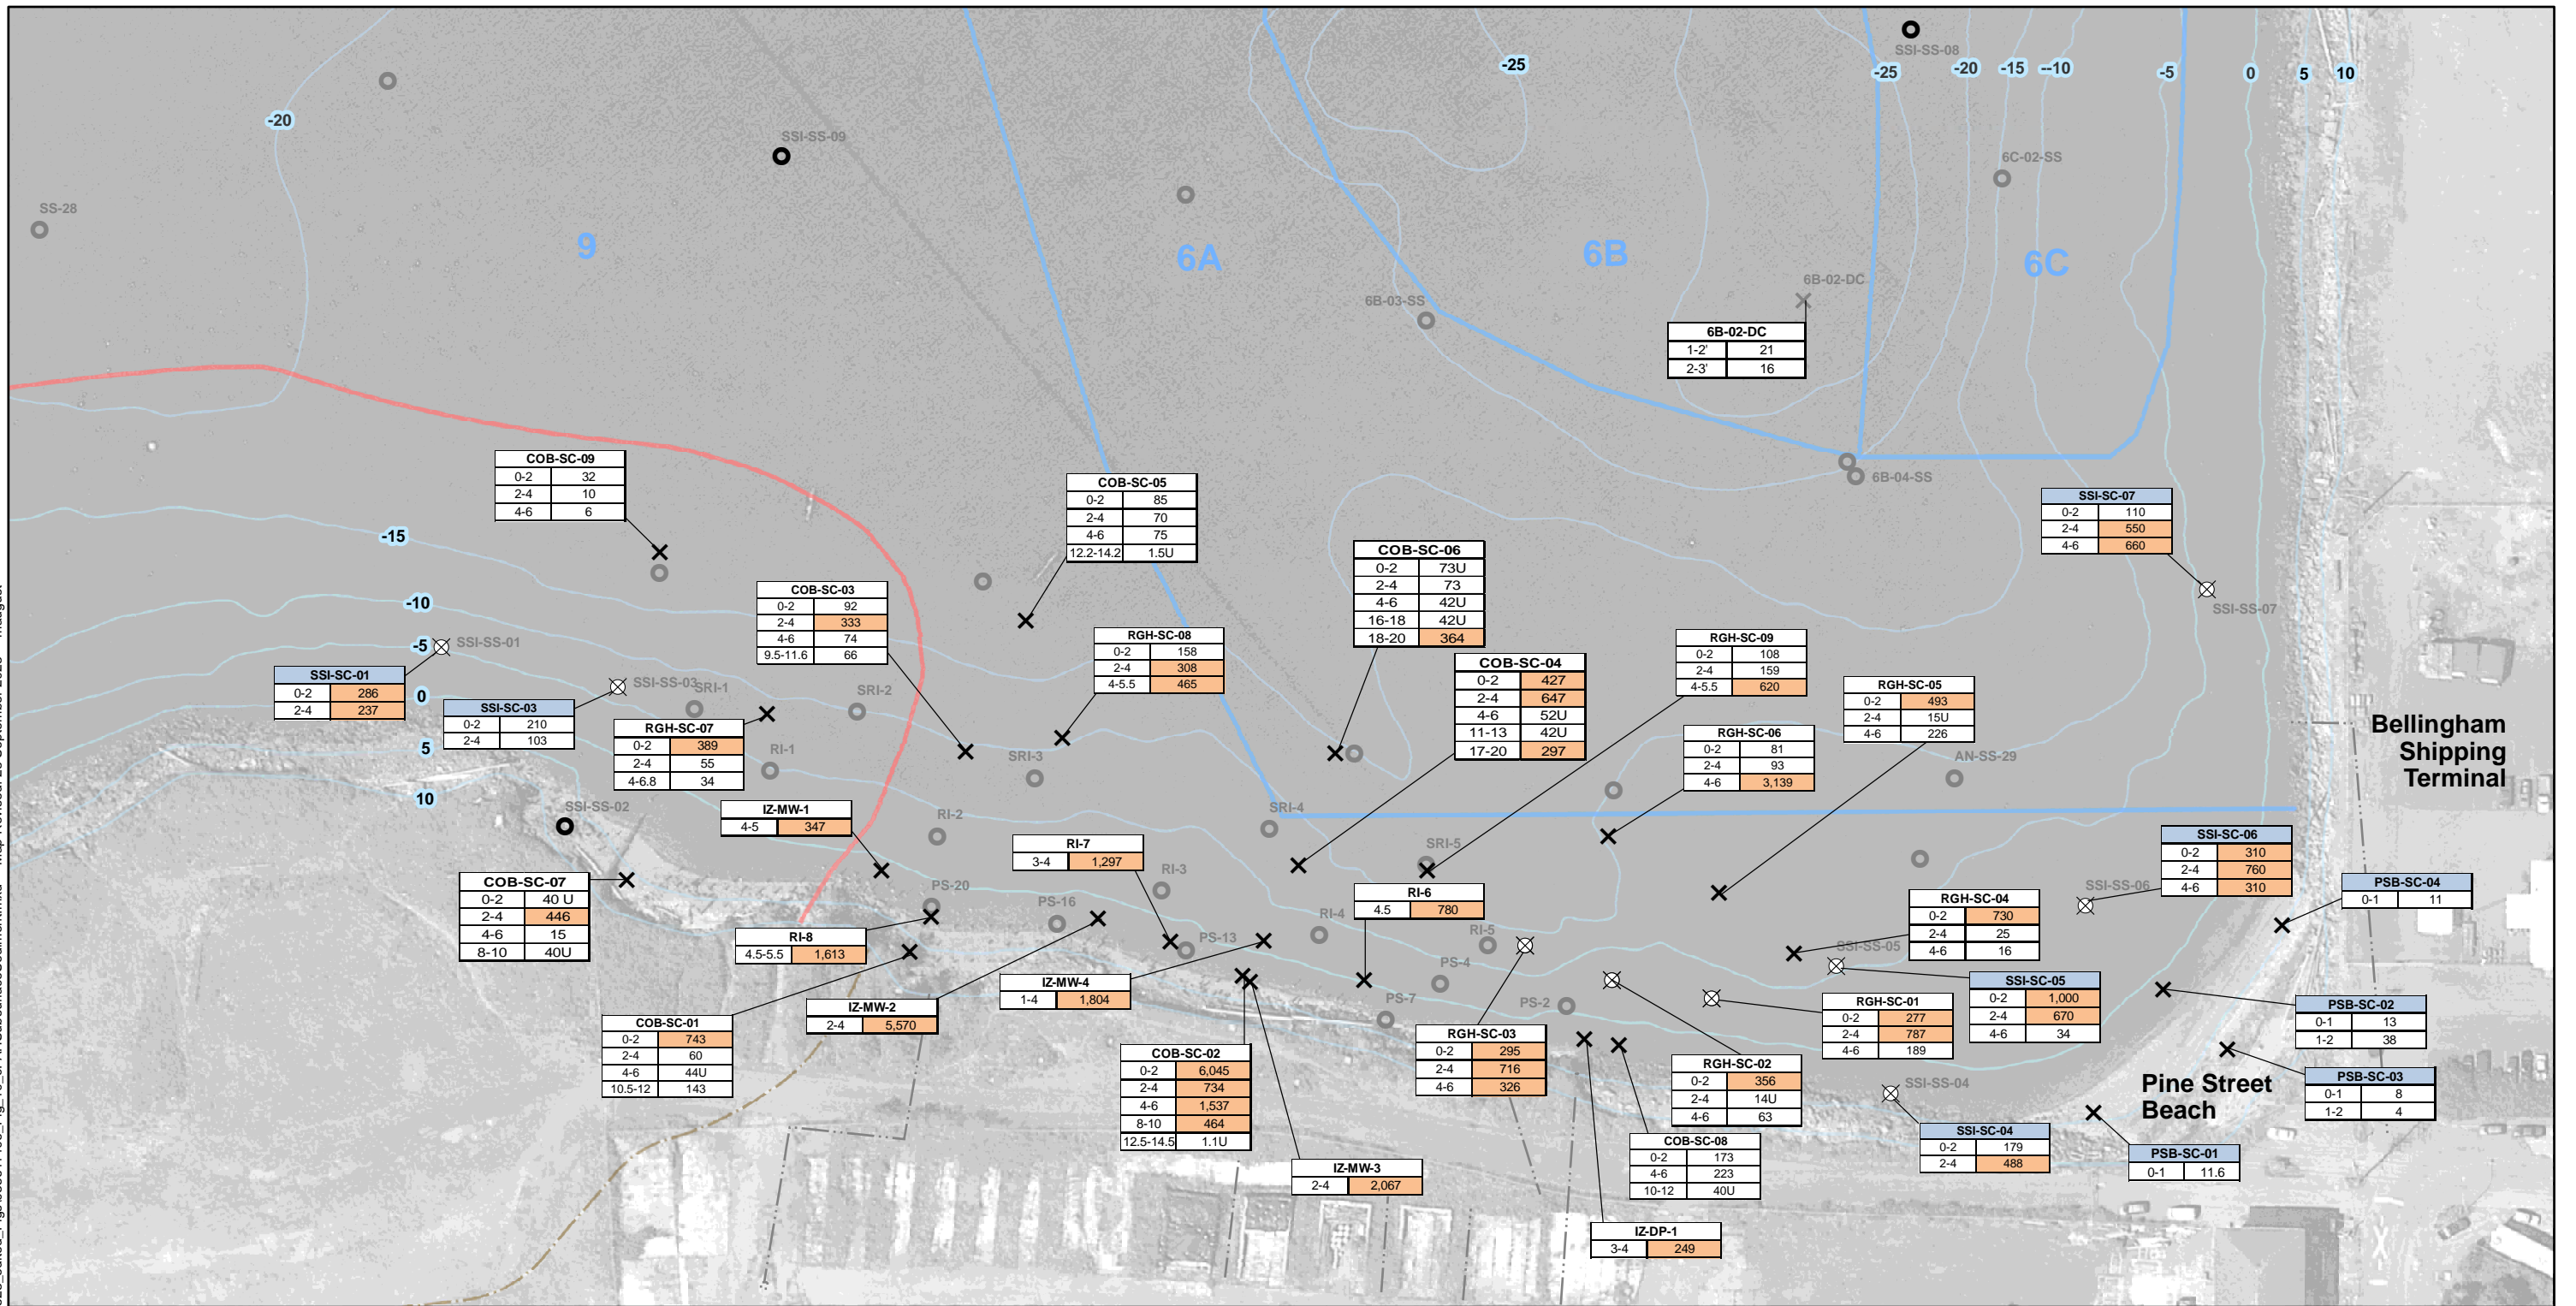 SSI-SS-08
-25
-25
-20
-15
--10
-5
0
5
10
-20
SSI-SS-09
6C-02-SS
SS-28
9
6A
6B
6C
6B-02-DC
6B-03-SS
6B-02-DC
1-2' 21
2-3' 16
COB-SC-09
0-2 32
2-4 10
4-6 6
COB-SC-05
0-2 85
2-4 70
4-6 75
12.2-14.2 1.5U
6B-04-SS
SSI-SC-07
0-2 110
2-4 550
4-6 660
SSI-SS-07
-15
-10
-5
0
5
10
COB-SC-06
0-2 73U
2-4 73
4-6 42U
16-18 42U
18-20 364
COB-SC-03
0-2 92
2-4 333
4-6 74
9.5-11.6 66
RGH-SC-08
0-2 158
2-4 308
4-5.5 465
RGH-SC-09
0-2 108
2-4 159
4-5.5 620
COB-SC-04
0-2 427
2-4 647
4-6 52U
11-13 42U
17-20 297
SSI-SS-01
SSI-SC-01
0-2 286
2-4 237
SSI-SS-03
SRI-1
SRI-2
SSI-SC-03
0-2 210
2-4 103
RGH-SC-07
0-2 389
2-4 55
4-6.8 34
RI-1
SRI-3
RGH-SC-05
0-2 493
2-4 15U
4-6 226
RGH-SC-06
0-2 81
2-4 93
4-6 3,139
AN-SS-29
Bellingham
Shipping
Terminal
SSI-SS-02
IZ-MW-1
4-5 347
RI-2
SRI-4
RI-7
3-4 1,297
SRI-5
SSI-SC-06
0-2 310
2-4 760
4-6 310
COB-SC-07
0-2 40 U
2-4 446
4-6 15
8-10 40U
PS-20
RI-3
RI-6
4.5 780
SSI-SS-06
PSB-SC-04
0-1 11
RGH-SC-04
0-2 730
2-4 25
4-6 16
PS-16
RI-4
RI-5
PS-13
RI-8
4.5-5.5 1,613
SSI-SS-05
PS-4
IZ-MW-4
1-4 1,804
SSI-SC-05
0-2 1,000
2-4 670
4-6 34
IZ-MW-2
2-4 5,570
PS-7
PS-2
RGH-SC-01
0-2 277
2-4 787
4-6 189
PSB-SC-02
0-1 13
1-2 38
COB-SC-01
0-2 743
2-4 60
4-6 44U
10.5-12 143
RGH-SC-03
0-2 295
2-4 716
4-6 326
COB-SC-02
0-2 6,045
2-4 734
4-6 1,537
8-10 464
12.5-14.5 1.1U
RGH-SC-02
0-2 356
2-4 14U
4-6 63
SSI-SS-04
Pine Street
Beach
PSB-SC-03
0-1 8
1-2 4
SSI-SC-04
0-2 179
2-4 488
COB-SC-08
0-2 173
4-6 223
10-12 40U
PSB-SC-01
0-1 11.6
IZ-MW-3
2-4 2,067
IZ-DP-1
3-4 249